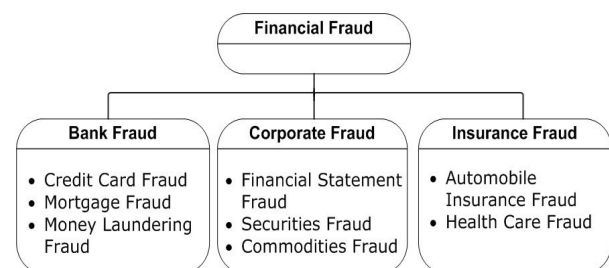 Financial Fraud
Bank Fraud
• Credit Card Fraud
• Mortgage Fraud
• Money Laundering
Fraud
Corporate Fraud
• Financial Statement
Fraud
• Securities Fraud
• Commodities Fraud
Insurance Fraud
• Automobile
Insurance Fraud
• Health Care Fraud